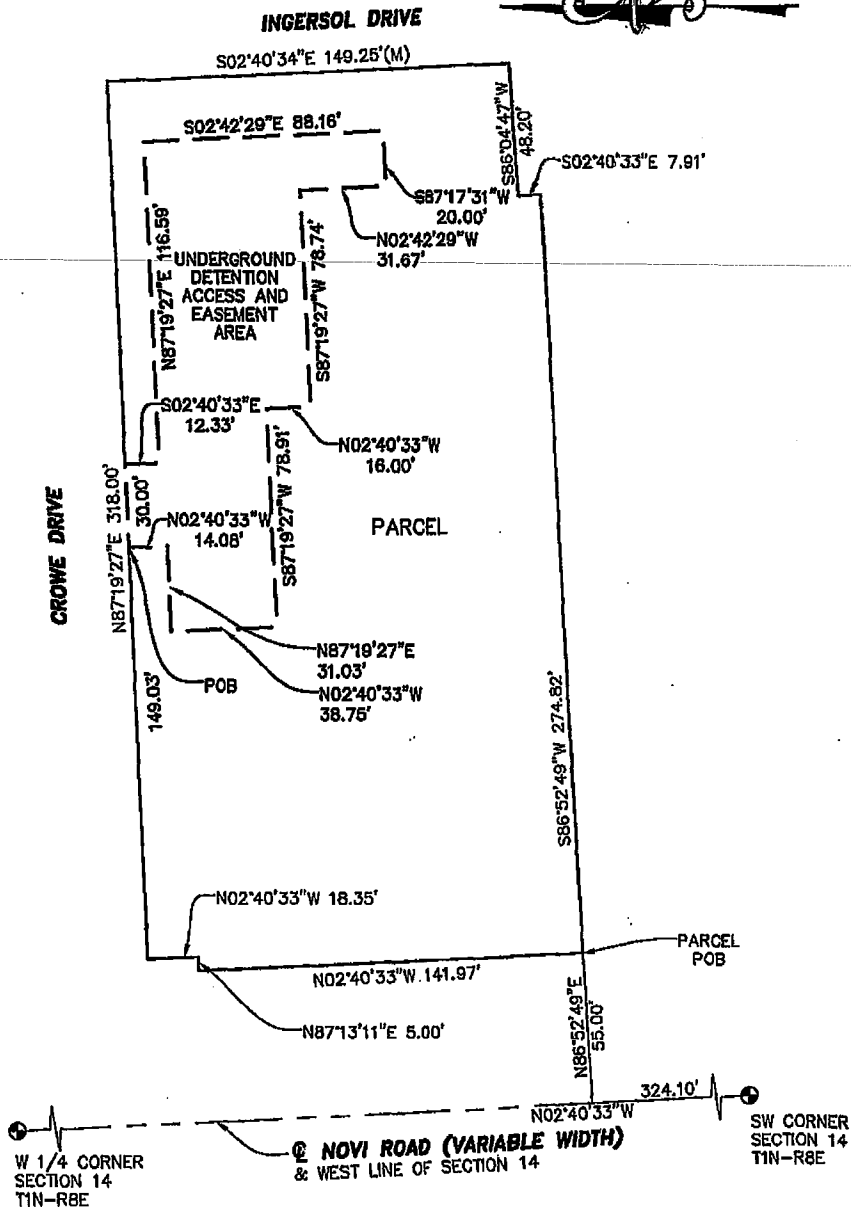 INGERSOL DRIVE
S02°40'34"E 149.25'(M)
S02°42'29"E 88.16'
S86°04'47"W
48.20'
S02°40'33"E 7.91'
S87°17'31"W
20.00'
N02°42'29"W
31.67'
N87°19'27"E 116.59'
UNDERGROUND
DETENTION
ACCESS AND
EASEMENT
AREA
S87°19'27"W 78.74'
S02°40'33"E
12.33'
N02°40'33"W
16.00'
CROWE DRIVE
N87°19'27"E 318.00'
30.00'
N02°40'33"W
14.08'
S87°19'27"W 78.91'
PARCEL
N87°19'27"E
31.03'
N02°40'33"W
38.75'
POB
149.03'
S86°52'49"W 274.82'
N02°40'33"W 18.35'
PARCEL
POB
N02°40'33"W 141.97'
N87°13'11"E 5.00'
N86°52'49"E
55.00'
324.10'
N02°40'33"W
W 1/4 CORNER
SECTION 14
T1N-R8E
℄ NOVI ROAD (VARIABLE WIDTH)
& WEST LINE OF SECTION 14
SW CORNER
SECTION 14
T1N-R8E